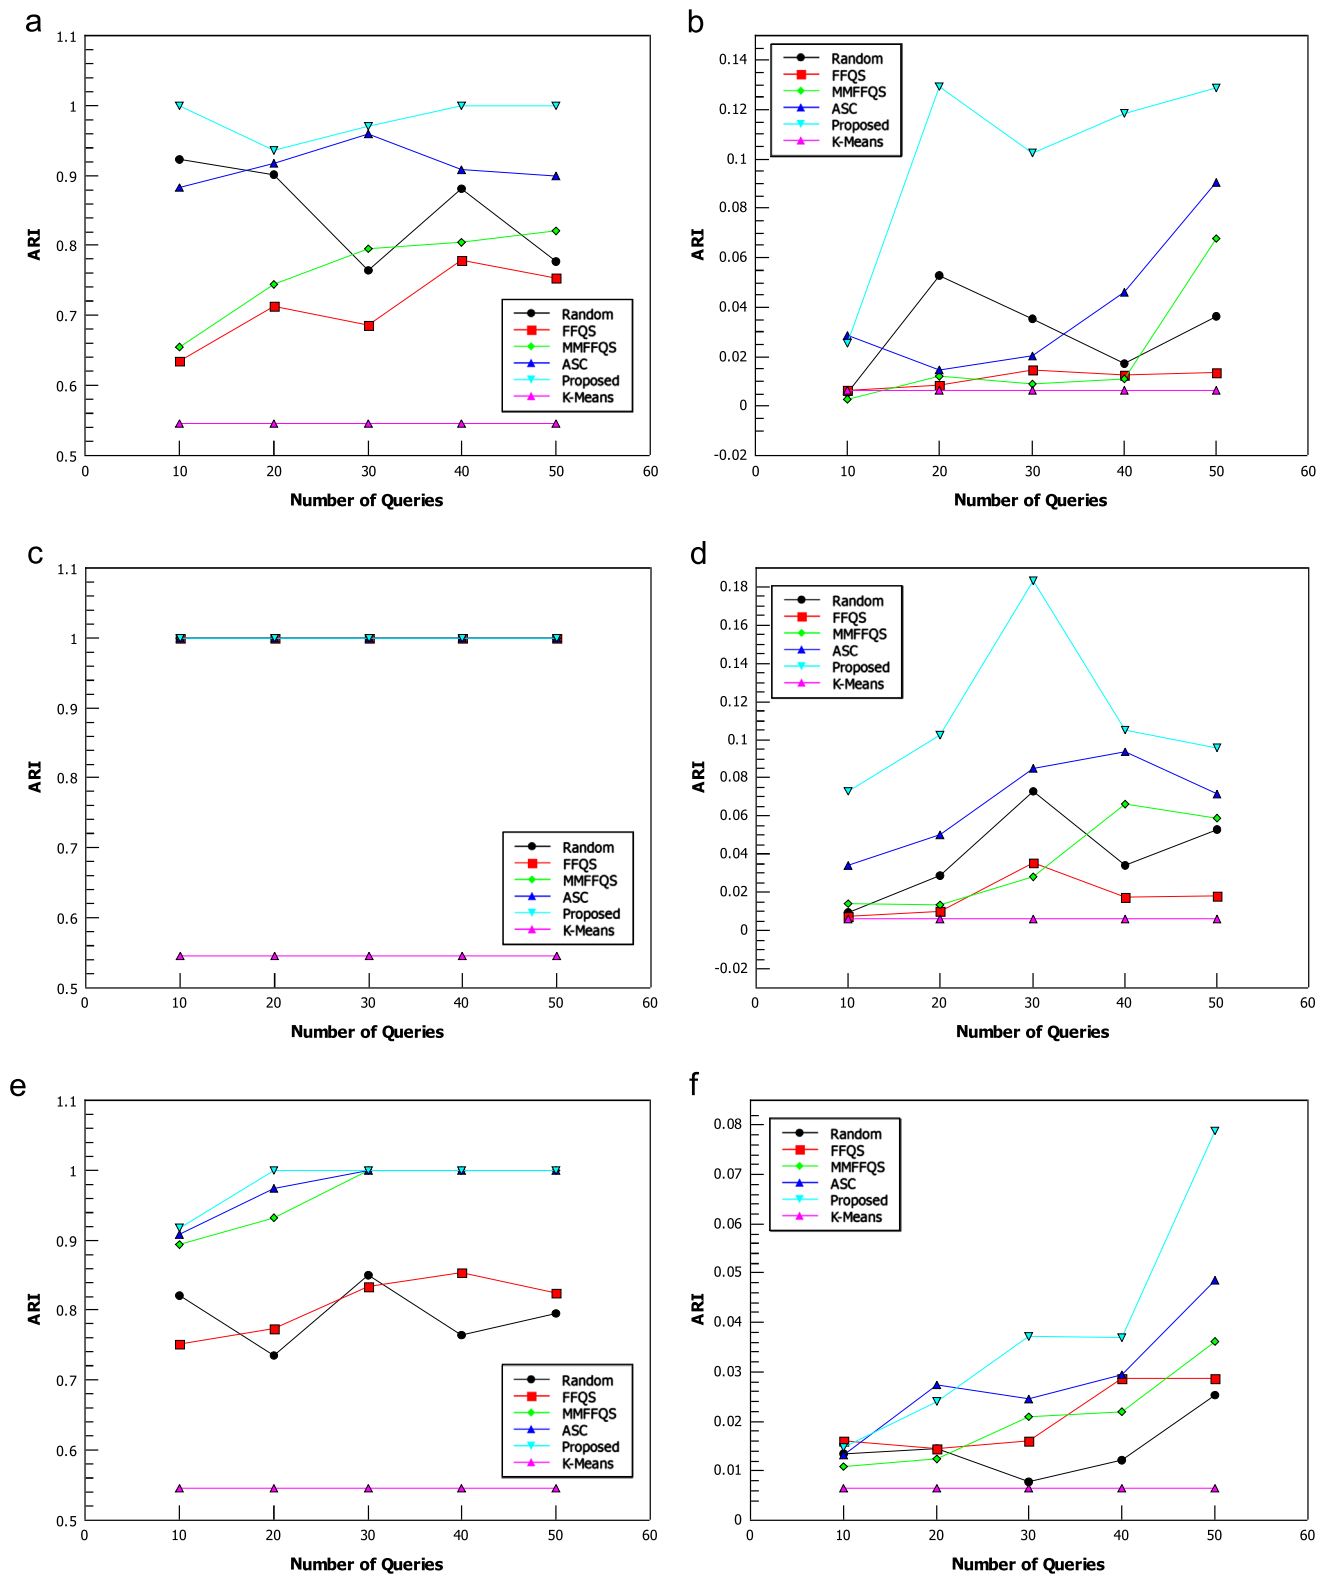 a
1.1
1
0.9
0.8
0.7
0.6
0.5
ARI
Random
FFQS
MMFFQS
ASC
Proposed
K-Means
0 10 20 30 40 50 60
Number of Queries
b
0.14
0.12
0.1
0.08
0.06
0.04
0.02
0
-0.02
ARI
Random
FFQS
MMFFQS
ASC
Proposed
K-Means
0 10 20 30 40 50 60
Number of Queries
c
1.1
1
0.9
0.8
0.7
0.6
0.5
ARI
Random
FFQS
MMFFQS
ASC
Proposed
K-Means
0 10 20 30 40 50 60
Number of Queries
d
0.18
0.16
0.14
0.12
0.1
0.08
0.06
0.04
0.02
0
-0.02
ARI
Random
FFQS
MMFFQS
ASC
Proposed
K-Means
0 10 20 30 40 50 60
Number of Queries
e
1.1
1
0.9
0.8
0.7
0.6
0.5
ARI
Random
FFQS
MMFFQS
ASC
Proposed
K-Means
0 10 20 30 40 50 60
Number of Queries
f
0.08
0.07
0.06
0.05
0.04
0.03
0.02
0.01
0
ARI
Random
FFQS
MMFFQS
ASC
Proposed
K-Means
0 10 20 30 40 50 60
Number of Queries